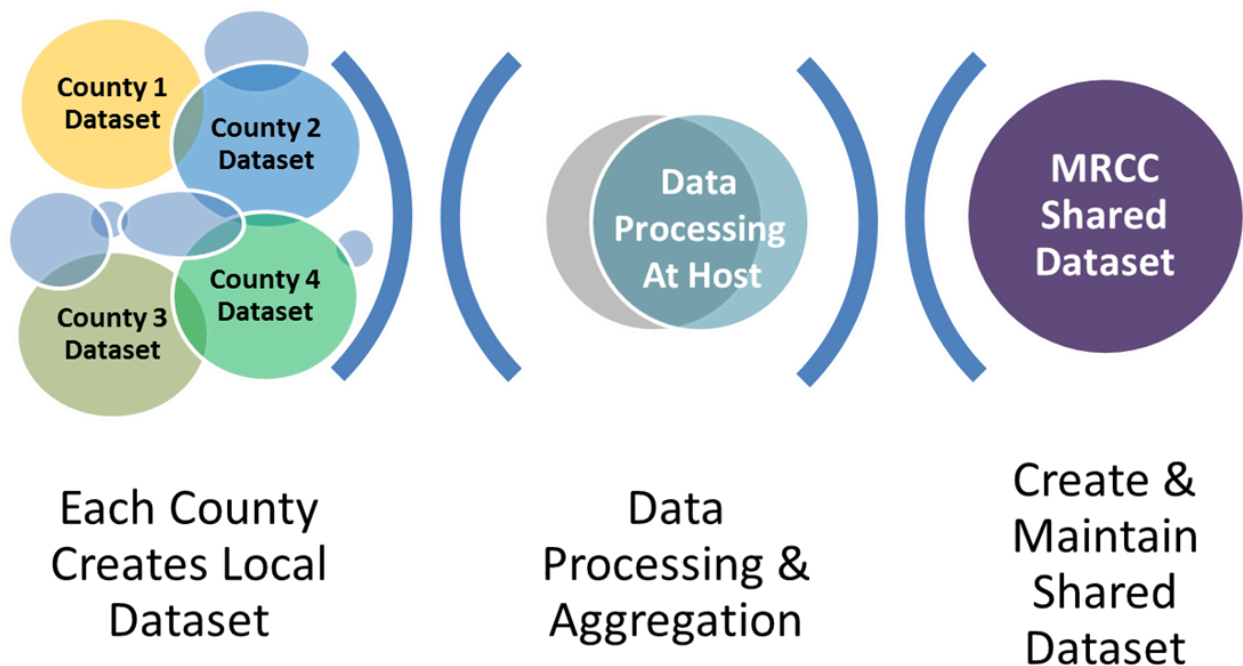 County 1
Dataset
County 2
Dataset
County 3
Dataset
County 4
Dataset
Data
Processing
At Host
MRCC
Shared
Dataset
Each County
Creates Local
Dataset
Data
Processing &
Aggregation
Create &
Maintain
Shared
Dataset